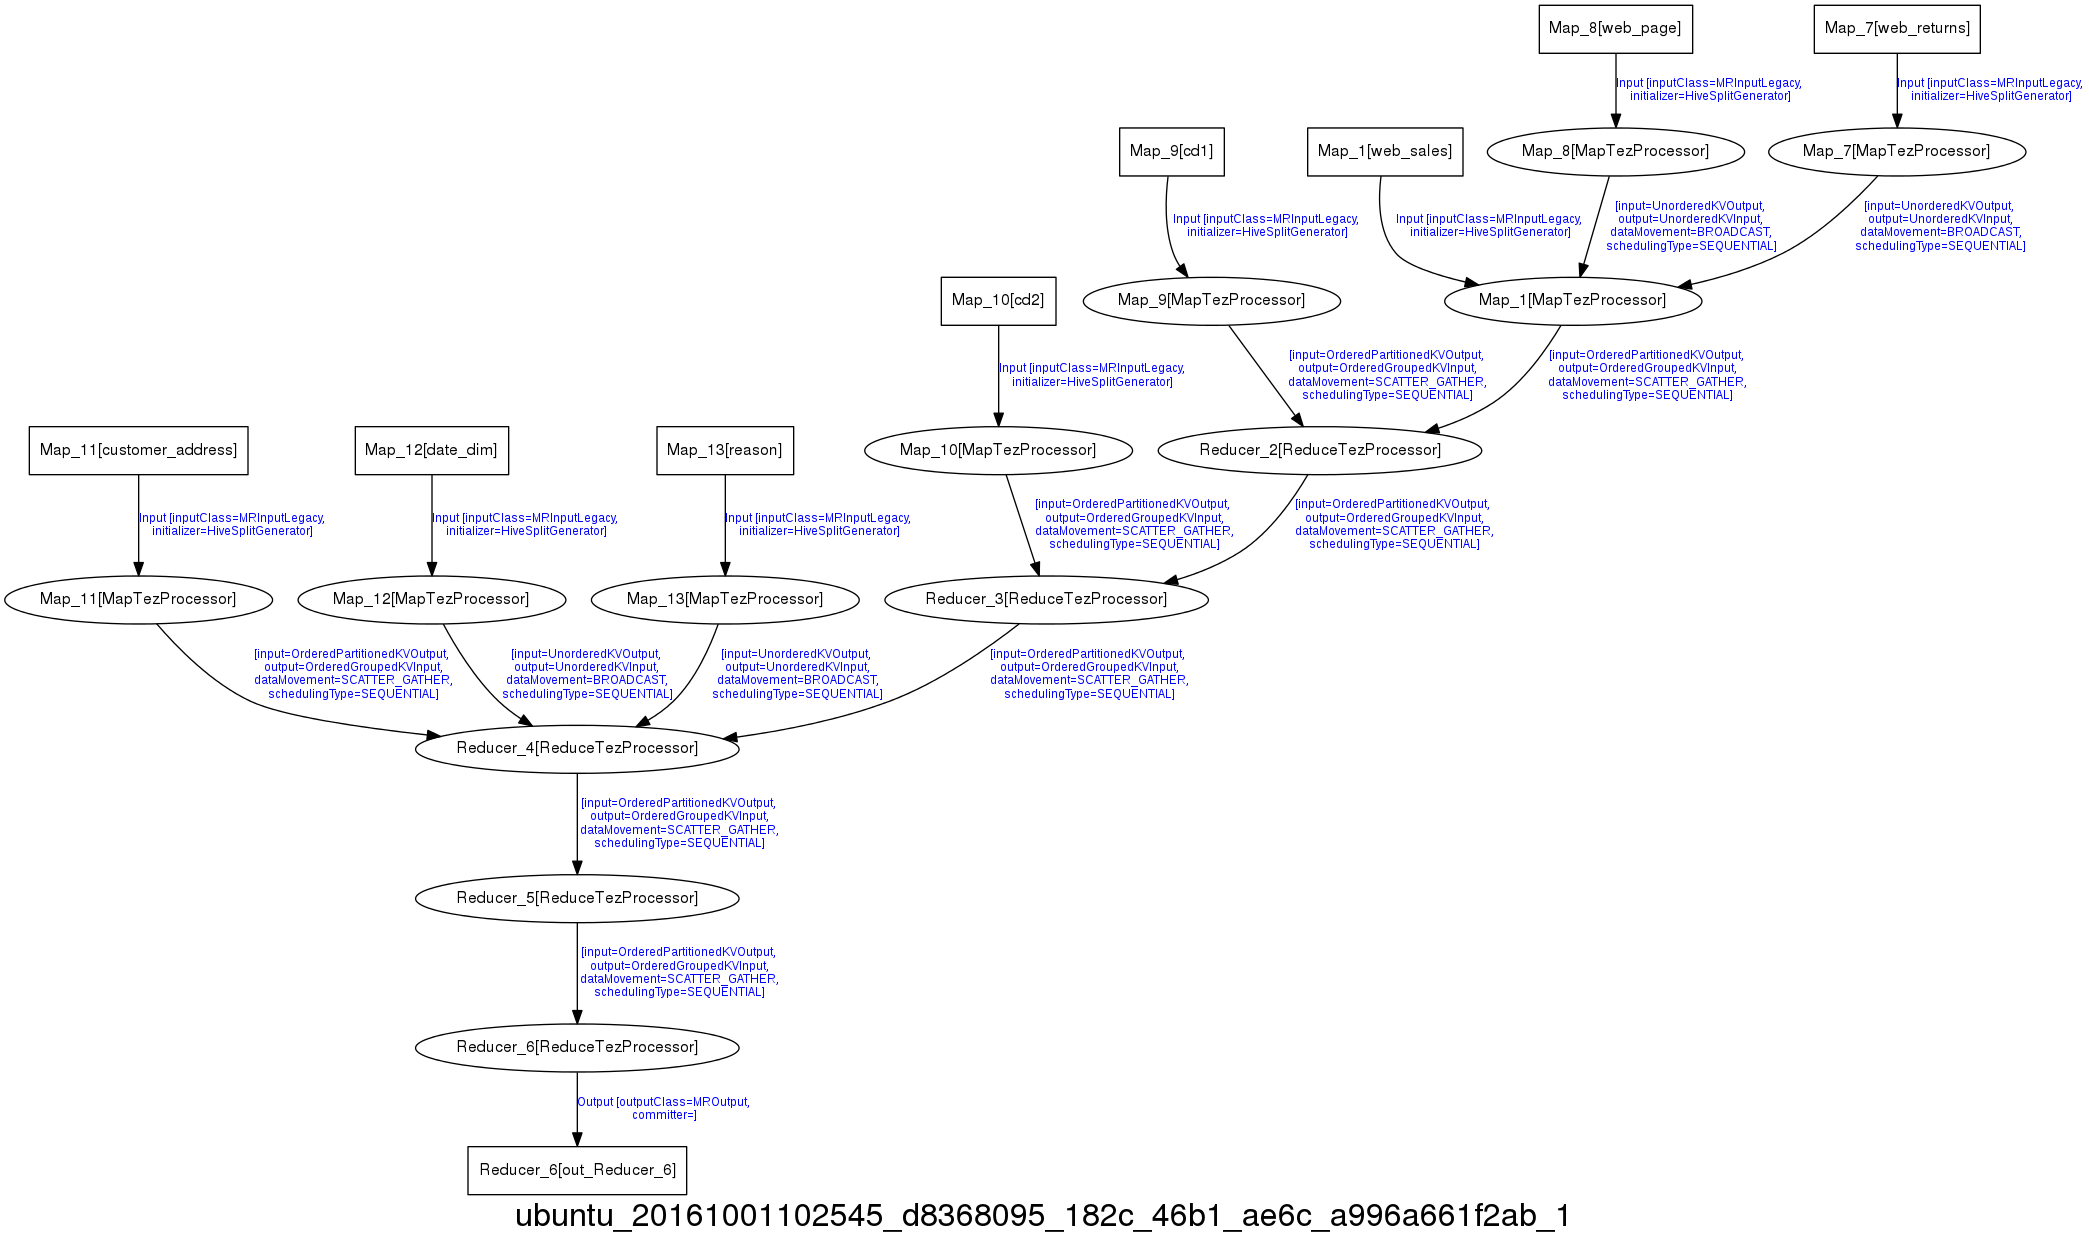 Map_8[web_page]
Map_7[web_returns]
Input [inputClass=MRInputLegacy,
initializer=HiveSplitGenerator]
Input [inputClass=MRInputLegacy,
initializer=HiveSplitGenerator]
Map_9[cd1]
Map_1[web_sales]
Map_8[MapTezProcessor]
Map_7[MapTezProcessor]
Input [inputClass=MRInputLegacy,
initializer=HiveSplitGenerator]
Input [inputClass=MRInputLegacy,
initializer=HiveSplitGenerator]
[input=UnorderedKVOutput,
output=UnorderedKVInput,
dataMovement=BROADCAST,
schedulingType=SEQUENTIAL]
[input=UnorderedKVOutput,
output=UnorderedKVInput,
dataMovement=BROADCAST,
schedulingType=SEQUENTIAL]
Map_10[cd2]
Map_9[MapTezProcessor]
Map_1[MapTezProcessor]
Input [inputClass=MRInputLegacy,
initializer=HiveSplitGenerator]
[input=OrderedPartitionedKVOutput,
output=OrderedGroupedKVInput,
dataMovement=SCATTER_GATHER,
schedulingType=SEQUENTIAL]
[input=OrderedPartitionedKVOutput,
output=OrderedGroupedKVInput,
dataMovement=SCATTER_GATHER,
schedulingType=SEQUENTIAL]
Map_11[customer_address]
Map_12[date_dim]
Map_13[reason]
Map_10[MapTezProcessor]
Reducer_2[ReduceTezProcessor]
Input [inputClass=MRInputLegacy,
initializer=HiveSplitGenerator]
Input [inputClass=MRInputLegacy,
initializer=HiveSplitGenerator]
Input [inputClass=MRInputLegacy,
initializer=HiveSplitGenerator]
[input=OrderedPartitionedKVOutput,
output=OrderedGroupedKVInput,
dataMovement=SCATTER_GATHER,
schedulingType=SEQUENTIAL]
[input=OrderedPartitionedKVOutput,
output=OrderedGroupedKVInput,
dataMovement=SCATTER_GATHER,
schedulingType=SEQUENTIAL]
Map_11[MapTezProcessor]
Map_12[MapTezProcessor]
Map_13[MapTezProcessor]
Reducer_3[ReduceTezProcessor]
[input=OrderedPartitionedKVOutput,
output=OrderedGroupedKVInput,
dataMovement=SCATTER_GATHER,
schedulingType=SEQUENTIAL]
[input=UnorderedKVOutput,
output=UnorderedKVInput,
dataMovement=BROADCAST,
schedulingType=SEQUENTIAL]
[input=UnorderedKVOutput,
output=UnorderedKVInput,
dataMovement=BROADCAST,
schedulingType=SEQUENTIAL]
[input=OrderedPartitionedKVOutput,
output=OrderedGroupedKVInput,
dataMovement=SCATTER_GATHER,
schedulingType=SEQUENTIAL]
Reducer_4[ReduceTezProcessor]
[input=OrderedPartitionedKVOutput,
output=OrderedGroupedKVInput,
dataMovement=SCATTER_GATHER,
schedulingType=SEQUENTIAL]
Reducer_5[ReduceTezProcessor]
[input=OrderedPartitionedKVOutput,
output=OrderedGroupedKVInput,
dataMovement=SCATTER_GATHER,
schedulingType=SEQUENTIAL]
Reducer_6[ReduceTezProcessor]
Output [outputClass=MROutput,
committer=]
Reducer_6[out_Reducer_6]
ubuntu_20161001102545_d8368095_182c_46b1_ae6c_a996a661f2ab_1